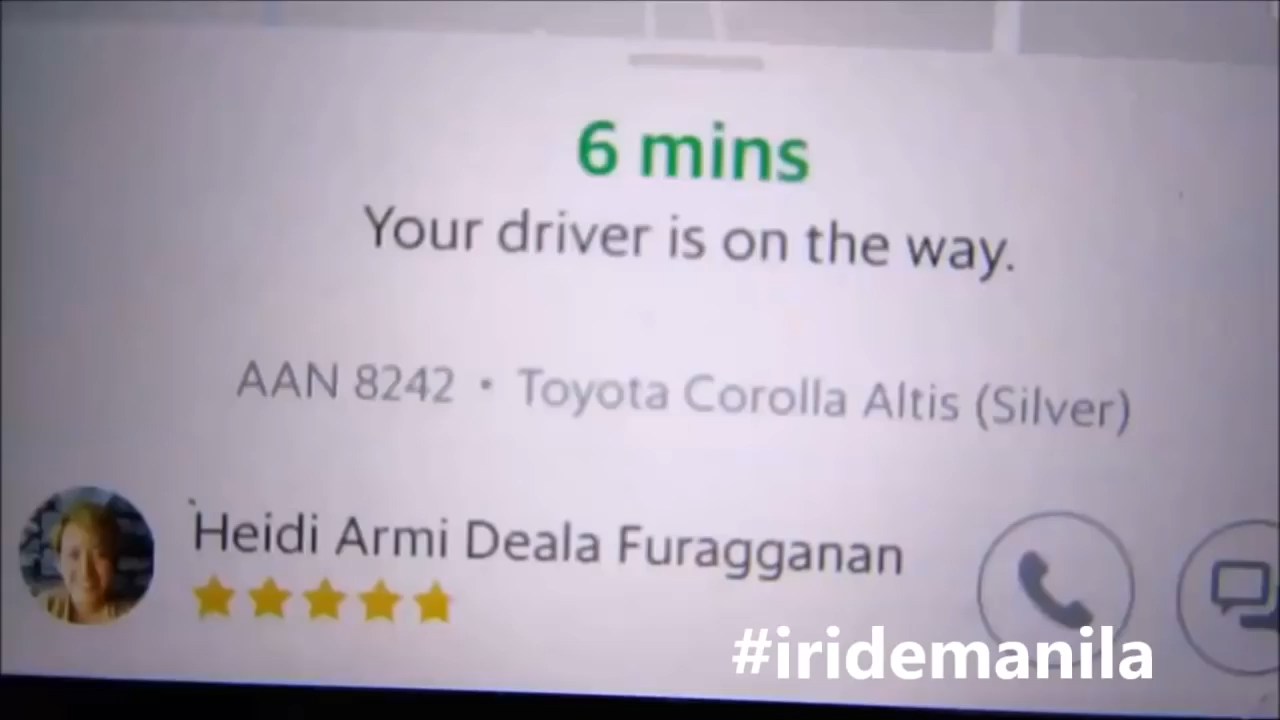 6 mins
Your driver is on the way.
AAN 8242 • Toyota Corolla Altis (Silver)
Heidi Armi Deala Furagganan
#iridemanila